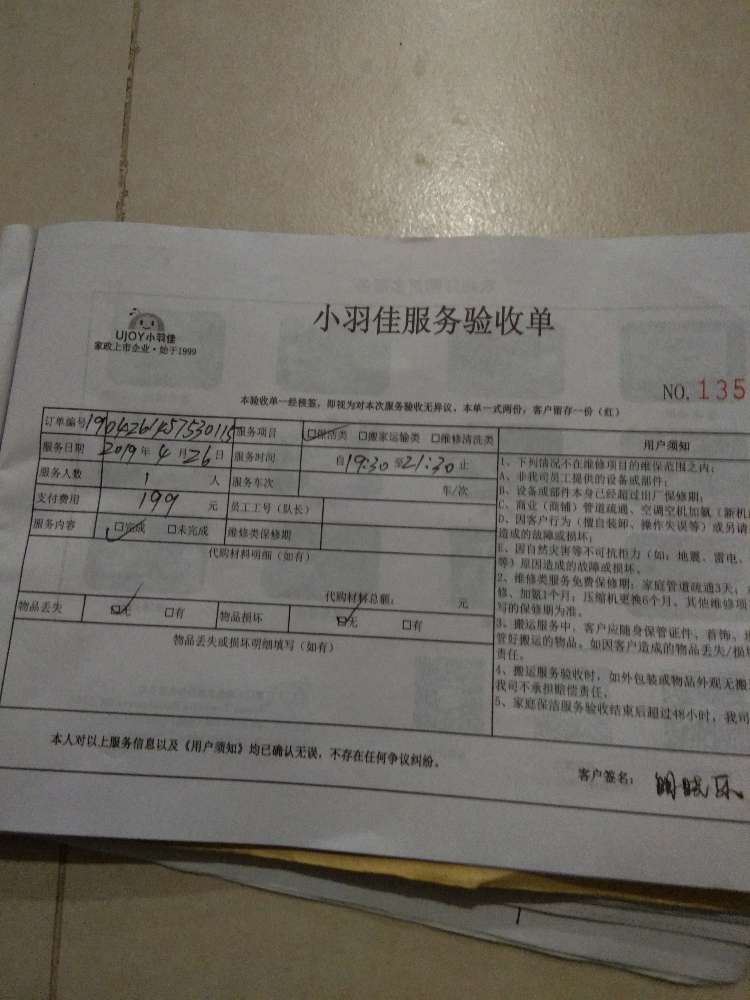 小羽佳服务验收单
UJOY小羽佳
家政上市企业·始于1999
NO. 135
本验收单一经核签，即视为对本次服务验收无异议。本单一式两份，客户留存一份（红）
订单编号 1904261457530115 服务项目 ☑保洁类 □搬家运输类 □维修清洗类
服务日期 2019 年 4 月 26 日 服务时间 自19:30至21:30止
服务人数 1 人 服务车次 车/次
支付费用 199 元 员工工号（队长）
服务内容 ☑完成 □未完成 维修类保修期
代购材料明细（如有）
代购材料总额： 元
物品丢失 ☑无 □有 物品损坏 ☑无 □有
物品丢失或损坏明细填写（如有）
用户须知
1、下列情况不在维修项目的维保范围之内：
A、非我司员工提供的设备或部件；
B、设备或部件本身已经超过出厂保修期；
C、商业（商铺）管道疏通、空调空机加氟（新机
D、因客户行为（擅自装卸、操作失误等）或另请
造成的故障或损坏；
E、因自然灾害等不可抗拒力（如：地震、雷电、
等）原因造成的故障或损坏。
2、维修类服务免费保修期：家庭管道疏通3天；
修、加氟1个月；压缩机更换6个月。其他维修项
写的保修期为准。
3、搬运服务中，客户应随身保管证件、首饰、
管好搬运的物品。如因客户造成的物品丢失/损坏
责任。
4、搬运服务验收时，如外包装或物品外观无
我司不承担赔偿责任。
5、家庭保洁服务验收结束后超过48小时，我司
本人对以上服务信息以及《用户须知》均已确认无误，不存在任何争议纠纷。
客户签名：